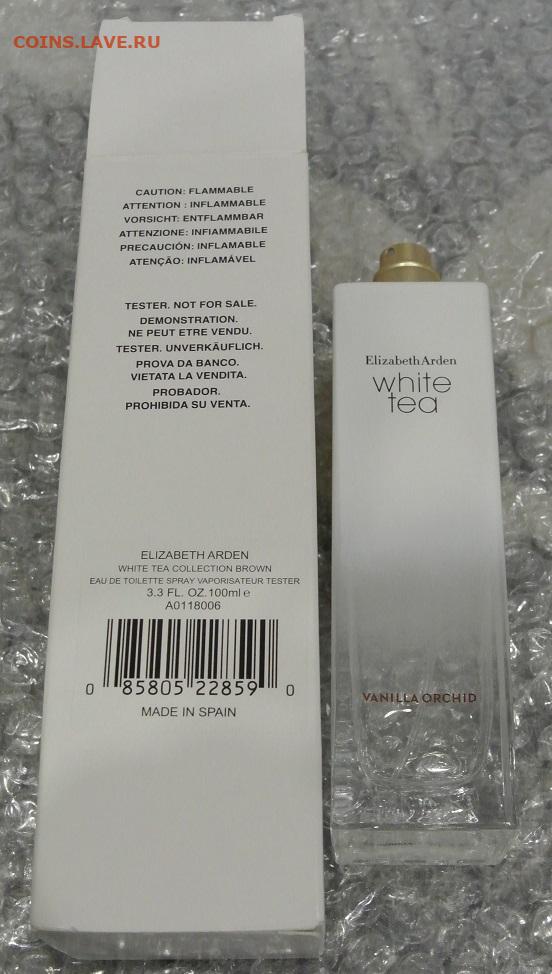 COINS.LAVE.RU
CAUTION: FLAMMABLE
ATTENTION : INFLAMMABLE
VORSICHT: ENTFLAMMBAR
ATTENZIONE: INFIAMMABILE
PRECAUCIÓN: INFLAMABLE
ATENÇÃO: INFLAMÁVEL
TESTER. NOT FOR SALE.
DEMONSTRATION.
NE PEUT ETRE VENDU.
TESTER. UNVERKÄUFLICH.
PROVA DA BANCO.
VIETATA LA VENDITA.
PROBADOR.
PROHIBIDA SU VENTA.
ELIZABETH ARDEN
WHITE TEA COLLECTION BROWN
EAU DE TOILETTE SPRAY VAPORISATEUR TESTER
3.3 FL. OZ.100ml e
A0118006
0 85805 22859 0
MADE IN SPAIN
Elizabeth Arden
white
tea
VANILLA ORCHID